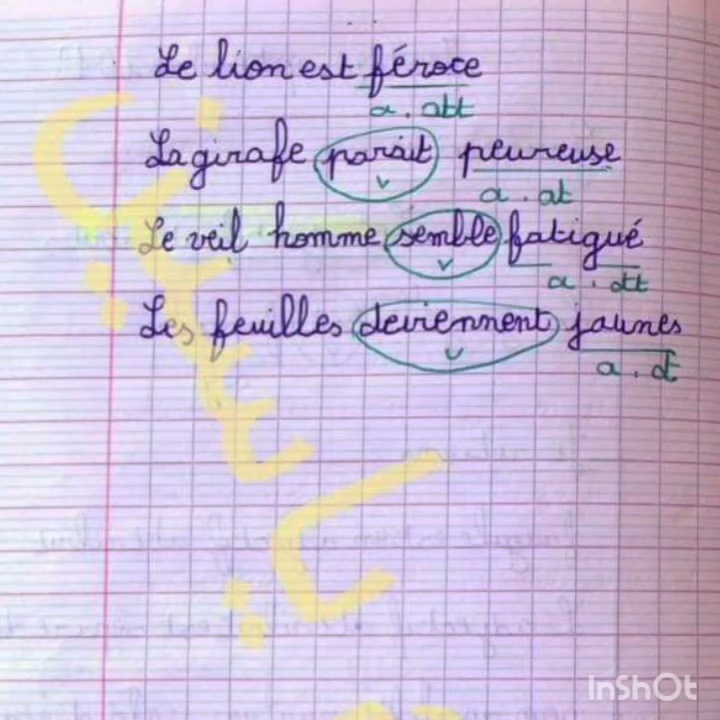 Le lion est féroce
a. att
La girafe parait peureuse
v a. at
Le veil homme semble fatigué
v a. att
Les feuilles deviennent jaunes
v a. at
InShOt